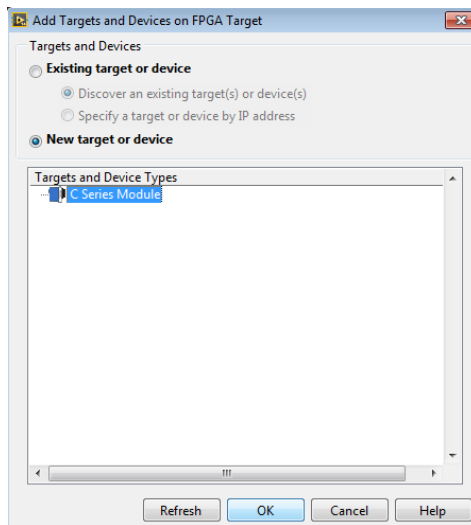 Add Targets and Devices on FPGA Target
Targets and Devices
Existing target or device
Discover an existing target(s) or device(s)
Specify a target or device by IP address
New target or device
Targets and Device Types
C Series Module
Refresh OK Cancel Help